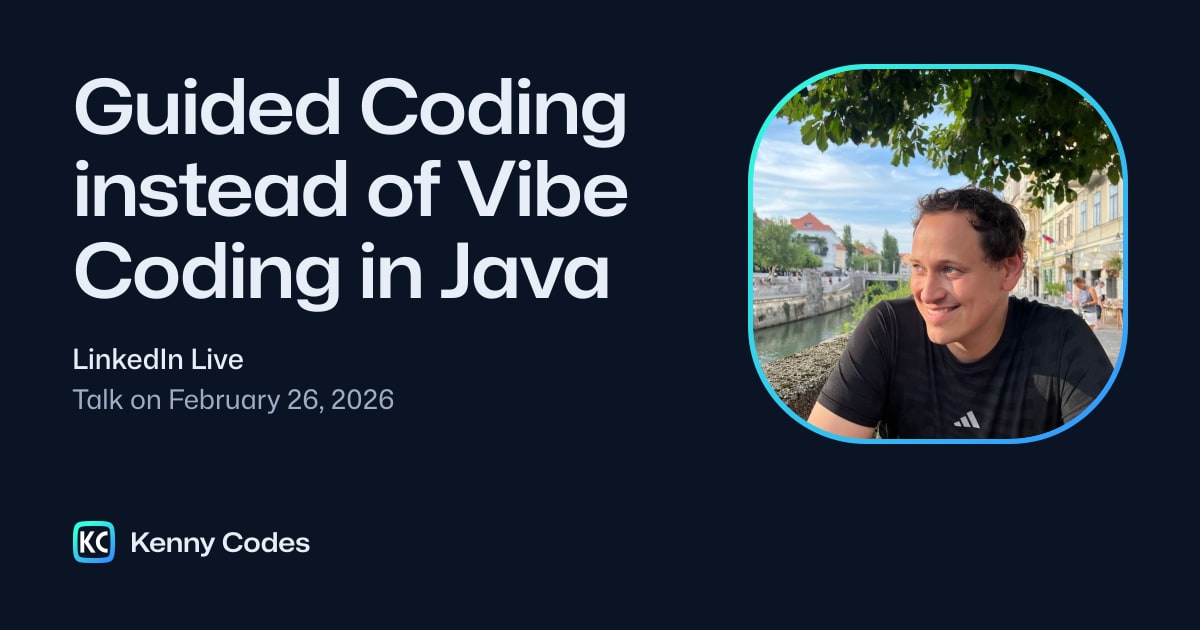 Guided Coding
instead of Vibe
Coding in Java
LinkedIn Live
Talk on February 26, 2026
KC Kenny Codes